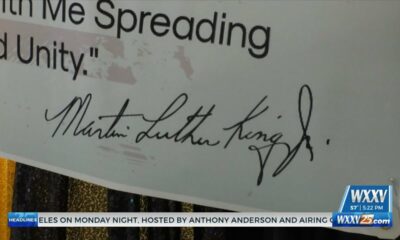 ith Me Spreading
d Unity."
Martin Luther King Jr.
WXXV
57° 5:22 PM
HEADLINES
ELES ON MONDAY NIGHT. HOSTED BY ANTHONY ANDERSON AND AIRING
WXXV25.COM